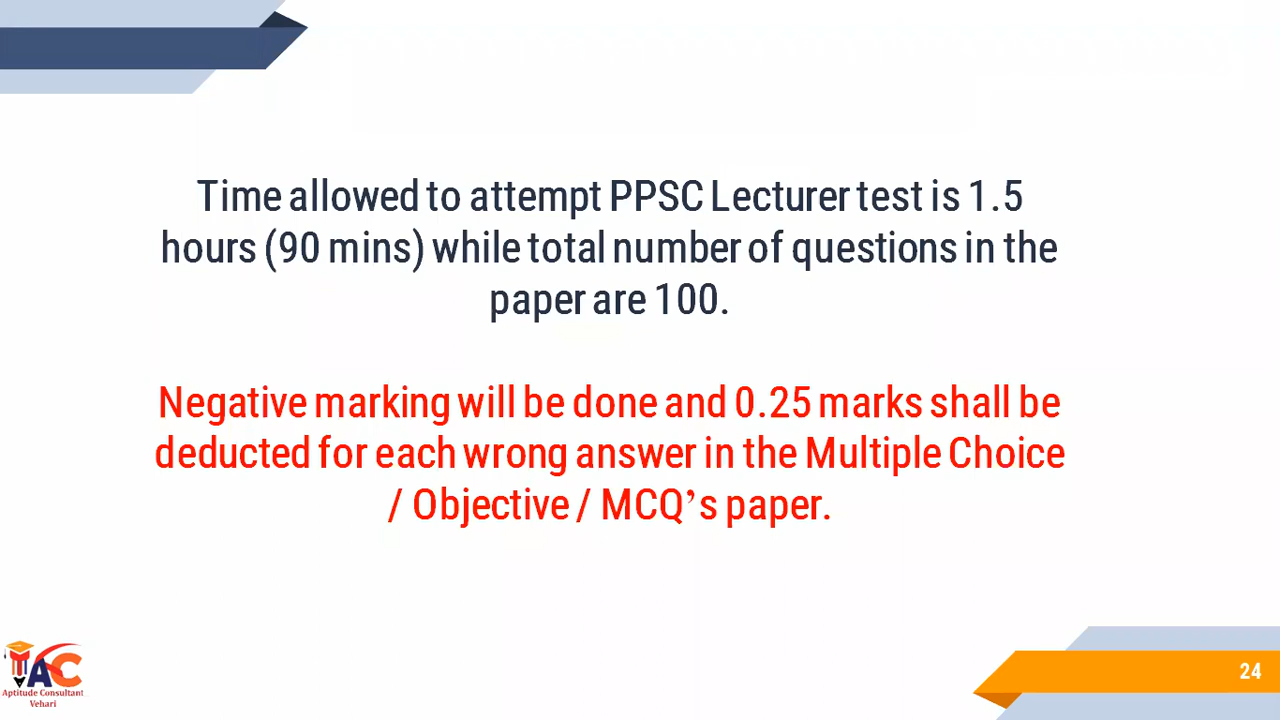 Time allowed to attempt PPSC Lecturer test is 1.5
hours (90 mins) while total number of questions in the
paper are 100.
Negative marking will be done and 0.25 marks shall be
deducted for each wrong answer in the Multiple Choice
/ Objective / MCQ’s paper.
AC
Aptitude Consultant
Vehari
24